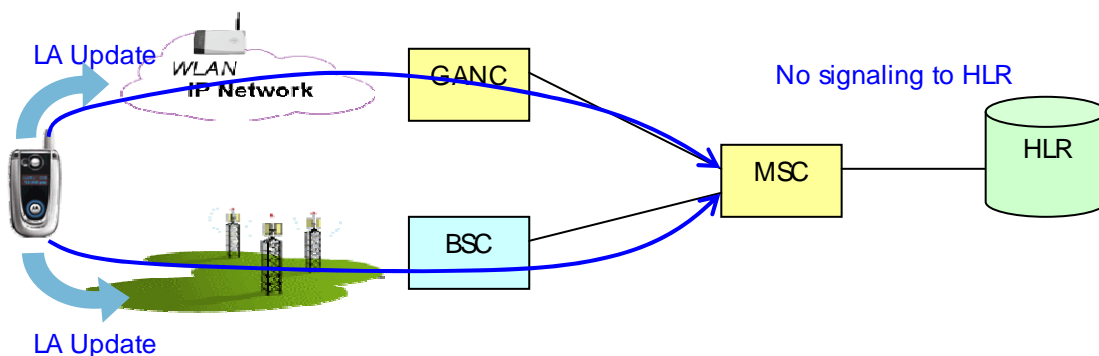 LA Update
WLAN
IP Network
GANC
No signaling to HLR
HLR
MSC
BSC
LA Update